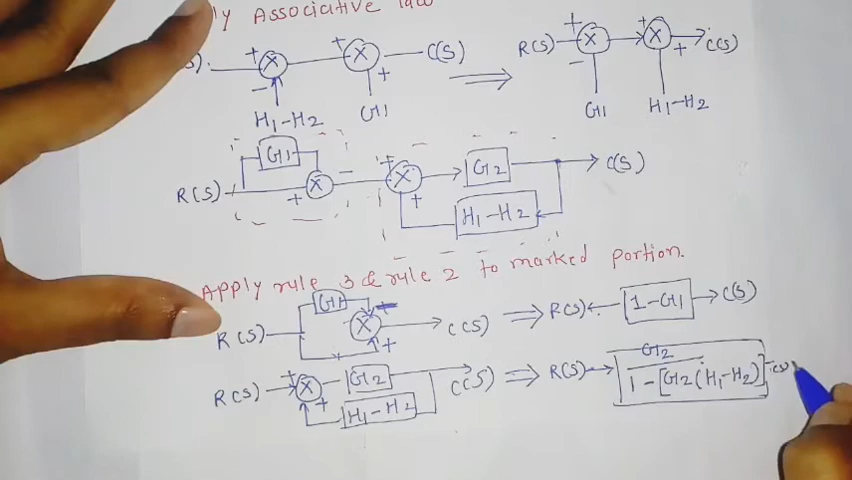 Associative law
+ + C(S) R(S) + + C(S)
X X X X
- + - +
H1-H2 G1 G1 H1-H2
G1 - + G2 C(S)
R(S) + X X +
H1-H2
Apply rule 3 & rule 2 to marked portion.
R(S) G1 X + C(S) ⇒ R(S) 1-G1 C(S)
+
R(S) + X G2 C(S) ⇒ R(S) G2
+ H1-H2 1-[G2(H1-H2)] C(S)